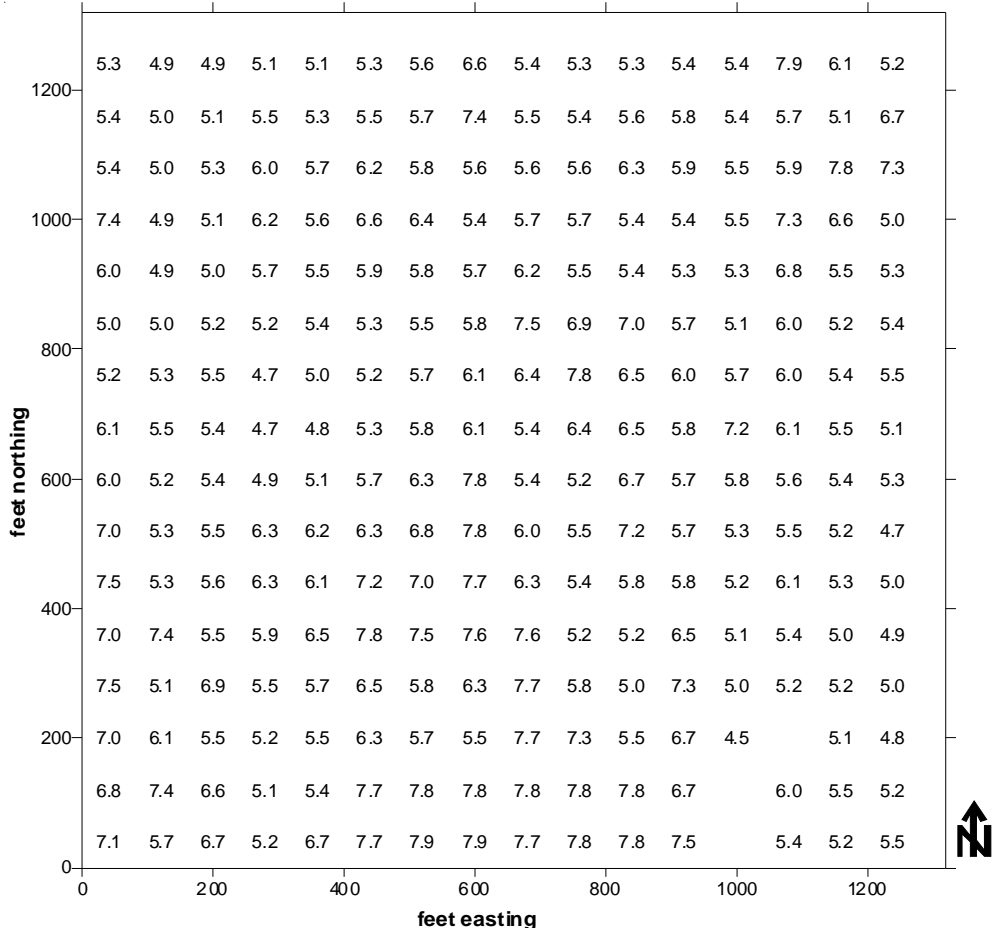 5.3 4.9 4.9 5.1 5.1 5.3 5.6 6.6 5.4 5.3 5.3 5.4 5.4 7.9 6.1 5.2
1200
5.4 5.0 5.1 5.5 5.3 5.5 5.7 7.4 5.5 5.4 5.6 5.8 5.4 5.7 5.1 6.7
5.4 5.0 5.3 6.0 5.7 6.2 5.8 5.6 5.6 5.6 6.3 5.9 5.5 5.9 7.8 7.3
1000 7.4 4.9 5.1 6.2 5.6 6.6 6.4 5.4 5.7 5.7 5.4 5.4 5.5 7.3 6.6 5.0
6.0 4.9 5.0 5.7 5.5 5.9 5.8 5.7 6.2 5.5 5.4 5.3 5.3 6.8 5.5 5.3
5.0 5.0 5.2 5.2 5.4 5.3 5.5 5.8 7.5 6.9 7.0 5.7 5.1 6.0 5.2 5.4
800
5.2 5.3 5.5 4.7 5.0 5.2 5.7 6.1 6.4 7.8 6.5 6.0 5.7 6.0 5.4 5.5
6.1 5.5 5.4 4.7 4.8 5.3 5.8 6.1 5.4 6.4 6.5 5.8 7.2 6.1 5.5 5.1
feet northing
600 6.0 5.2 5.4 4.9 5.1 5.7 6.3 7.8 5.4 5.2 6.7 5.7 5.8 5.6 5.4 5.3
7.0 5.3 5.5 6.3 6.2 6.3 6.8 7.8 6.0 5.5 7.2 5.7 5.3 5.5 5.2 4.7
7.5 5.3 5.6 6.3 6.1 7.2 7.0 7.7 6.3 5.4 5.8 5.8 5.2 6.1 5.3 5.0
400
7.0 7.4 5.5 5.9 6.5 7.8 7.5 7.6 7.6 5.2 5.2 6.5 5.1 5.4 5.0 4.9
7.5 5.1 6.9 5.5 5.7 6.5 5.8 6.3 7.7 5.8 5.0 7.3 5.0 5.2 5.2 5.0
200 7.0 6.1 5.5 5.2 5.5 6.3 5.7 5.5 7.7 7.3 5.5 6.7 4.5 5.1 4.8
6.8 7.4 6.6 5.1 5.4 7.7 7.8 7.8 7.8 7.8 7.8 6.7 6.0 5.5 5.2
7.1 5.7 6.7 5.2 6.7 7.7 7.9 7.9 7.7 7.8 7.8 7.5 5.4 5.2 5.5
N
0
0 200 400 600 800 1000 1200
feet easting